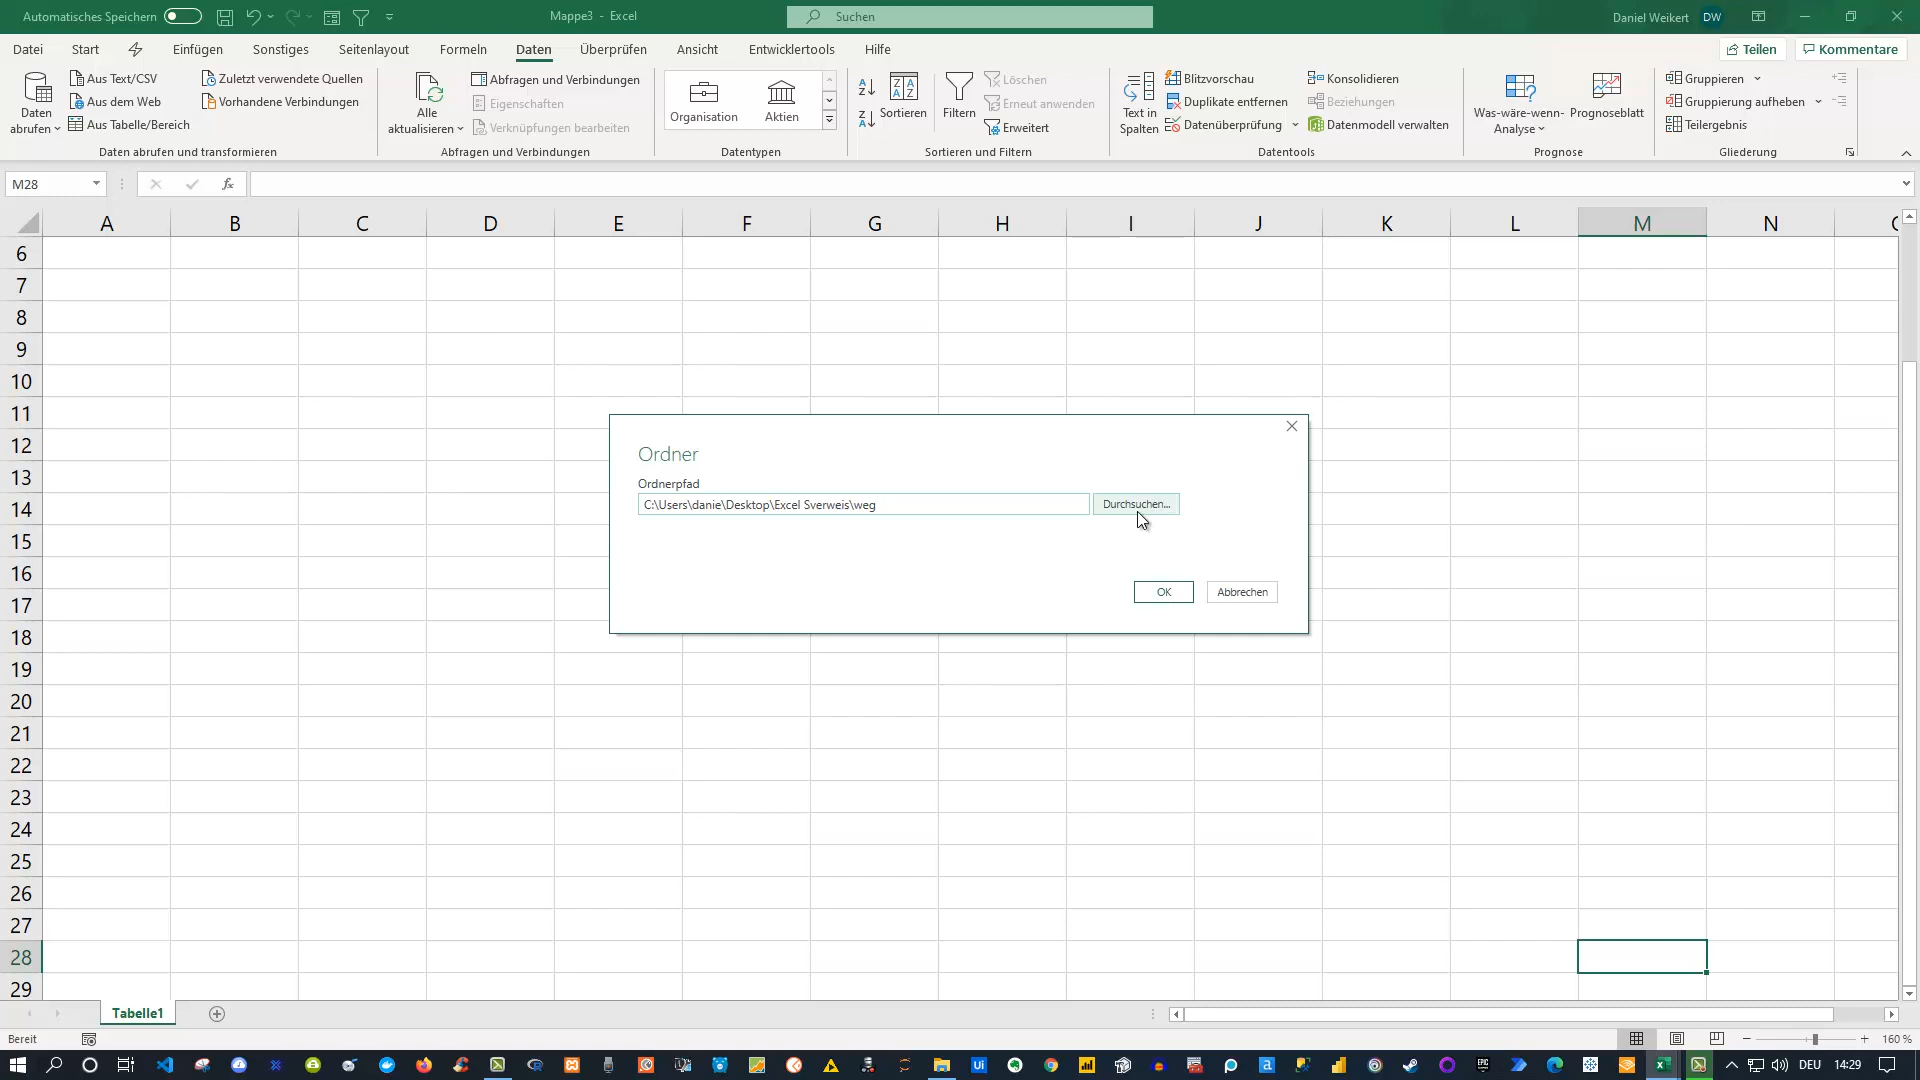 Automatisches Speichern
Mappe3 - Excel
Suchen
Daniel Weikert
DW
Datei Start Einfügen Sonstiges Seitenlayout Formeln Daten Überprüfen Ansicht Entwicklertools Hilfe
Teilen
Kommentare
Daten abrufen
Aus Text/CSV
Aus dem Web
Aus Tabelle/Bereich
Zuletzt verwendete Quellen
Vorhandene Verbindungen
Daten abrufen und transformieren
Alle aktualisieren
Abfragen und Verbindungen
Eigenschaften
Verknüpfungen bearbeiten
Abfragen und Verbindungen
Organisation
Aktien
Datentypen
Sortieren
Filtern
Löschen
Erneut anwenden
Erweitert
Sortieren und Filtern
Text in Spalten
Blitzvorschau
Duplikate entfernen
Datenüberprüfung
Konsolidieren
Beziehungen
Datenmodell verwalten
Datentools
Was-wäre-wenn-Analyse
Prognoseblatt
Prognose
Gruppieren
Gruppierung aufheben
Teilergebnis
Gliederung
M28
fx
A B C D E F G H I J K L M N
6
7
8
9
10
11
12
13
14
15
16
17
18
19
20
21
22
23
24
25
26
27
28
29
Ordner
Ordnerpfad
C:\Users\danie\Desktop\Excel Sverweis\weg
Durchsuchen...
OK
Abbrechen
Tabelle1
Bereit
160 %
DEU
14:29